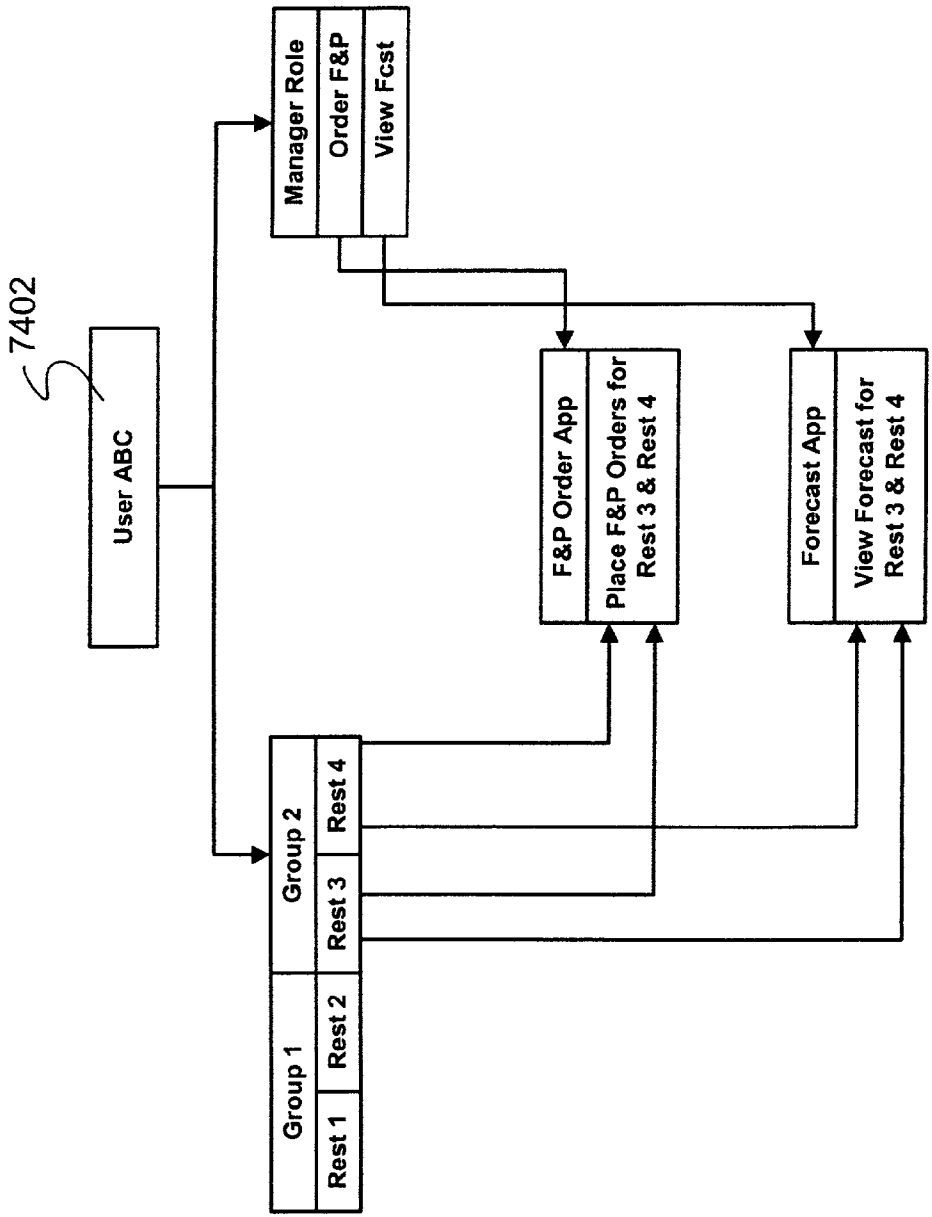 7402
User ABC
Group 1
Group 2
Rest 1
Rest 2
Rest 3
Rest 4
Manager Role
Order F&P
View Fcst
F&P Order App
Place F&P Orders for
Rest 3 & Rest 4
Forecast App
View Forecast for
Rest 3 & Rest 4